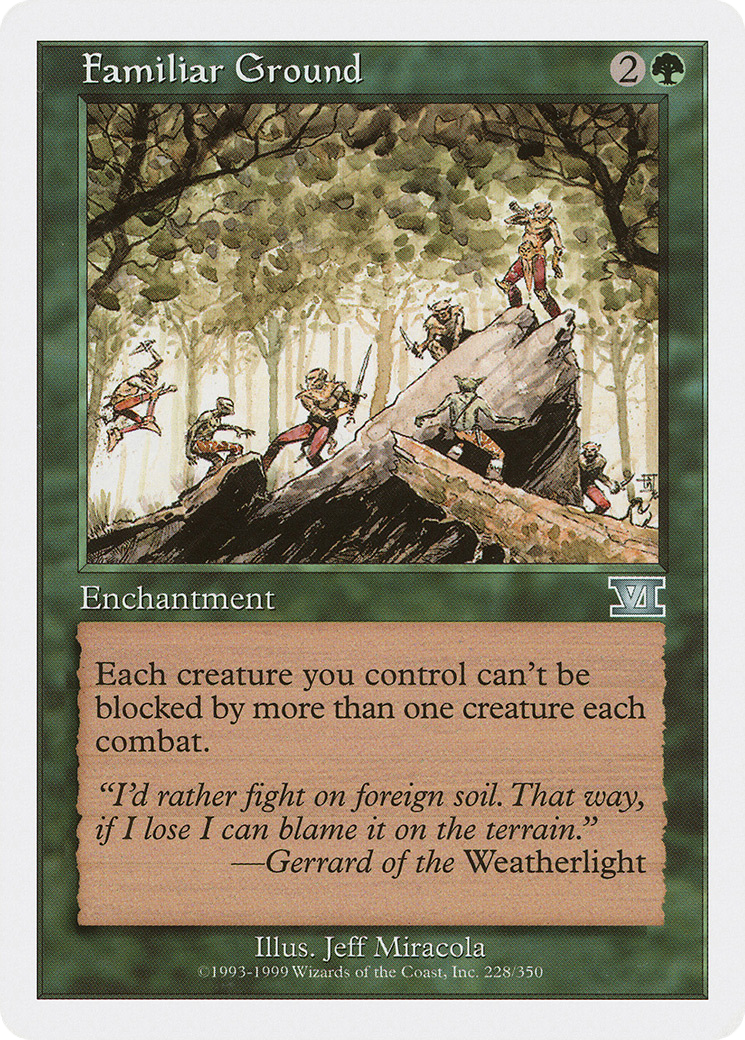 Familiar Ground 2
Enchantment VI
Each creature you control can't be
blocked by more than one creature each
combat.
“I'd rather fight on foreign soil. That way,
if I lose I can blame it on the terrain.”
—Gerrard of the Weatherlight
Illus. Jeff Miracola
©1993-1999 Wizards of the Coast, Inc. 228/350